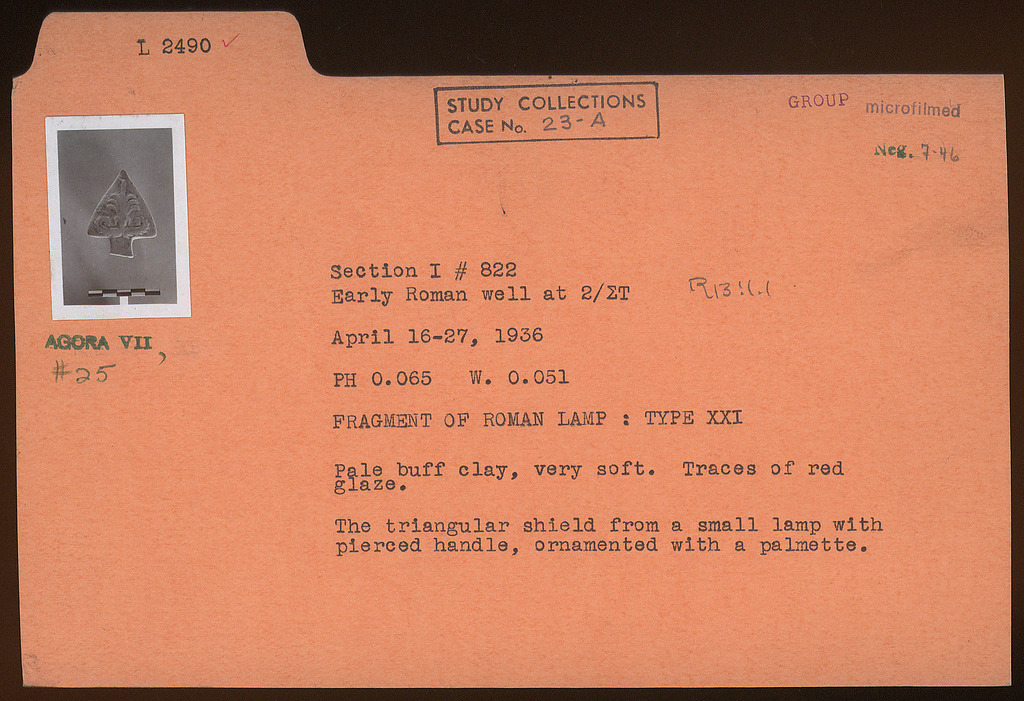 L 2490 ✓
STUDY COLLECTIONS
CASE No. 23-A
GROUP microfilmed
Neg. 7-46
AGORA VII,
#25
Section I # 822
Early Roman well at 2/ΣΤ
April 16-27, 1936
PH 0.065 W. 0.051
FRAGMENT OF ROMAN LAMP : TYPE XXI
Pale buff clay, very soft. Traces of red
glaze.
The triangular shield from a small lamp with
pierced handle, ornamented with a palmette.